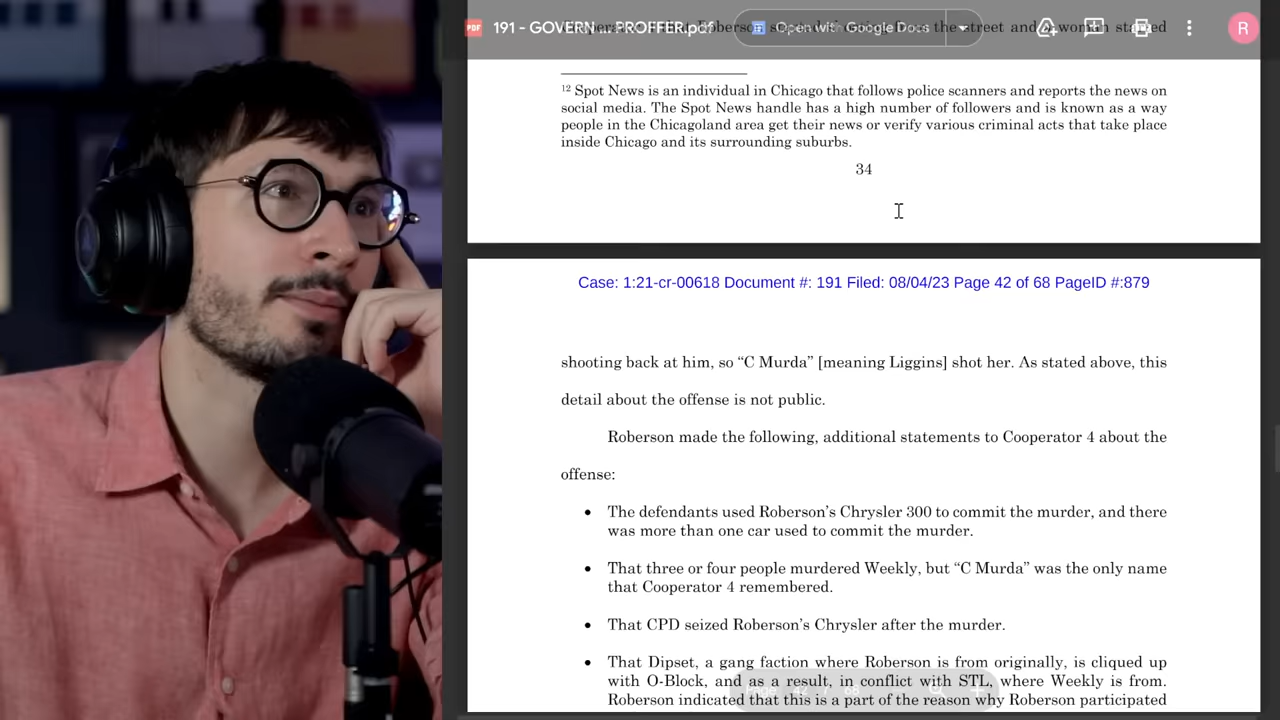 191 - GOVERN ... PROFFER.pdf
Open with Google Docs
R
¹² Spot News is an individual in Chicago that follows police scanners and reports the news on
social media. The Spot News handle has a high number of followers and is known as a way
people in the Chicagoland area get their news or verify various criminal acts that take place
inside Chicago and its surrounding suburbs.
34
Case: 1:21-cr-00618 Document #: 191 Filed: 08/04/23 Page 42 of 68 PageID #:879
shooting back at him, so “C Murda” [meaning Liggins] shot her. As stated above, this
detail about the offense is not public.
Roberson made the following, additional statements to Cooperator 4 about the
offense:
• The defendants used Roberson’s Chrysler 300 to commit the murder, and there
was more than one car used to commit the murder.
• That three or four people murdered Weekly, but “C Murda” was the only name
that Cooperator 4 remembered.
• That CPD seized Roberson’s Chrysler after the murder.
• That Dipset, a gang faction where Roberson is from originally, is cliqued up
with O-Block, and as a result, in conflict with STL, where Weekly is from.
Roberson indicated that this is a part of the reason why Roberson participated